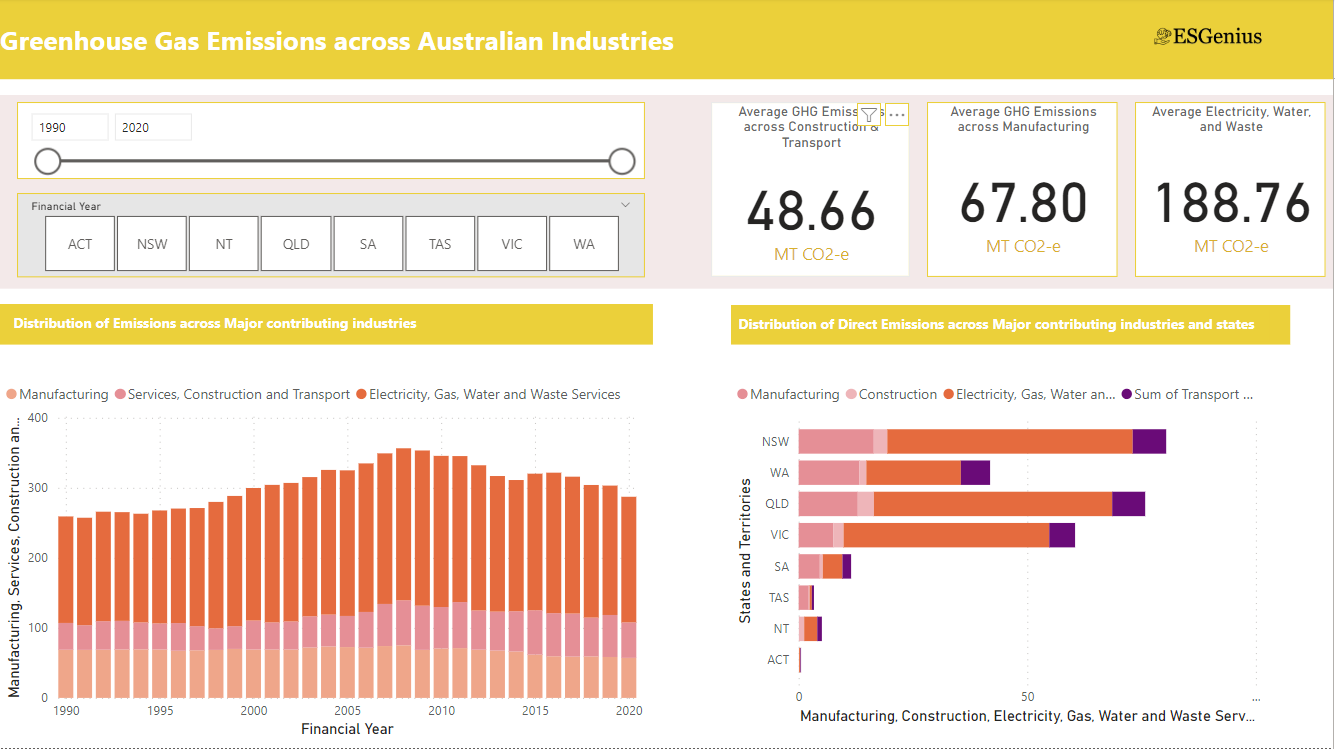 Greenhouse Gas Emissions across Australian Industries
ESGenius
1990
2020
Financial Year
ACT
NSW
NT
QLD
SA
TAS
VIC
WA
Average GHG Emissions
across Construction &
Transport
48.66
MT CO2-e
Average GHG Emissions
across Manufacturing
67.80
MT CO2-e
Average Electricity, Water,
and Waste
188.76
MT CO2-e
Distribution of Emissions across Major contributing industries
Manufacturing
Services, Construction and Transport
Electricity, Gas, Water and Waste Services
Manufacturing, Services, Construction an...
400
300
200
100
0
1990
1995
2000
2005
2010
2015
2020
Financial Year
Distribution of Direct Emissions across Major contributing industries and states
Manufacturing
Construction
Electricity, Gas, Water an...
Sum of Transport ...
States and Territories
NSW
WA
QLD
VIC
SA
TAS
NT
ACT
0
50
...
Manufacturing, Construction, Electricity, Gas, Water and Waste Serv...